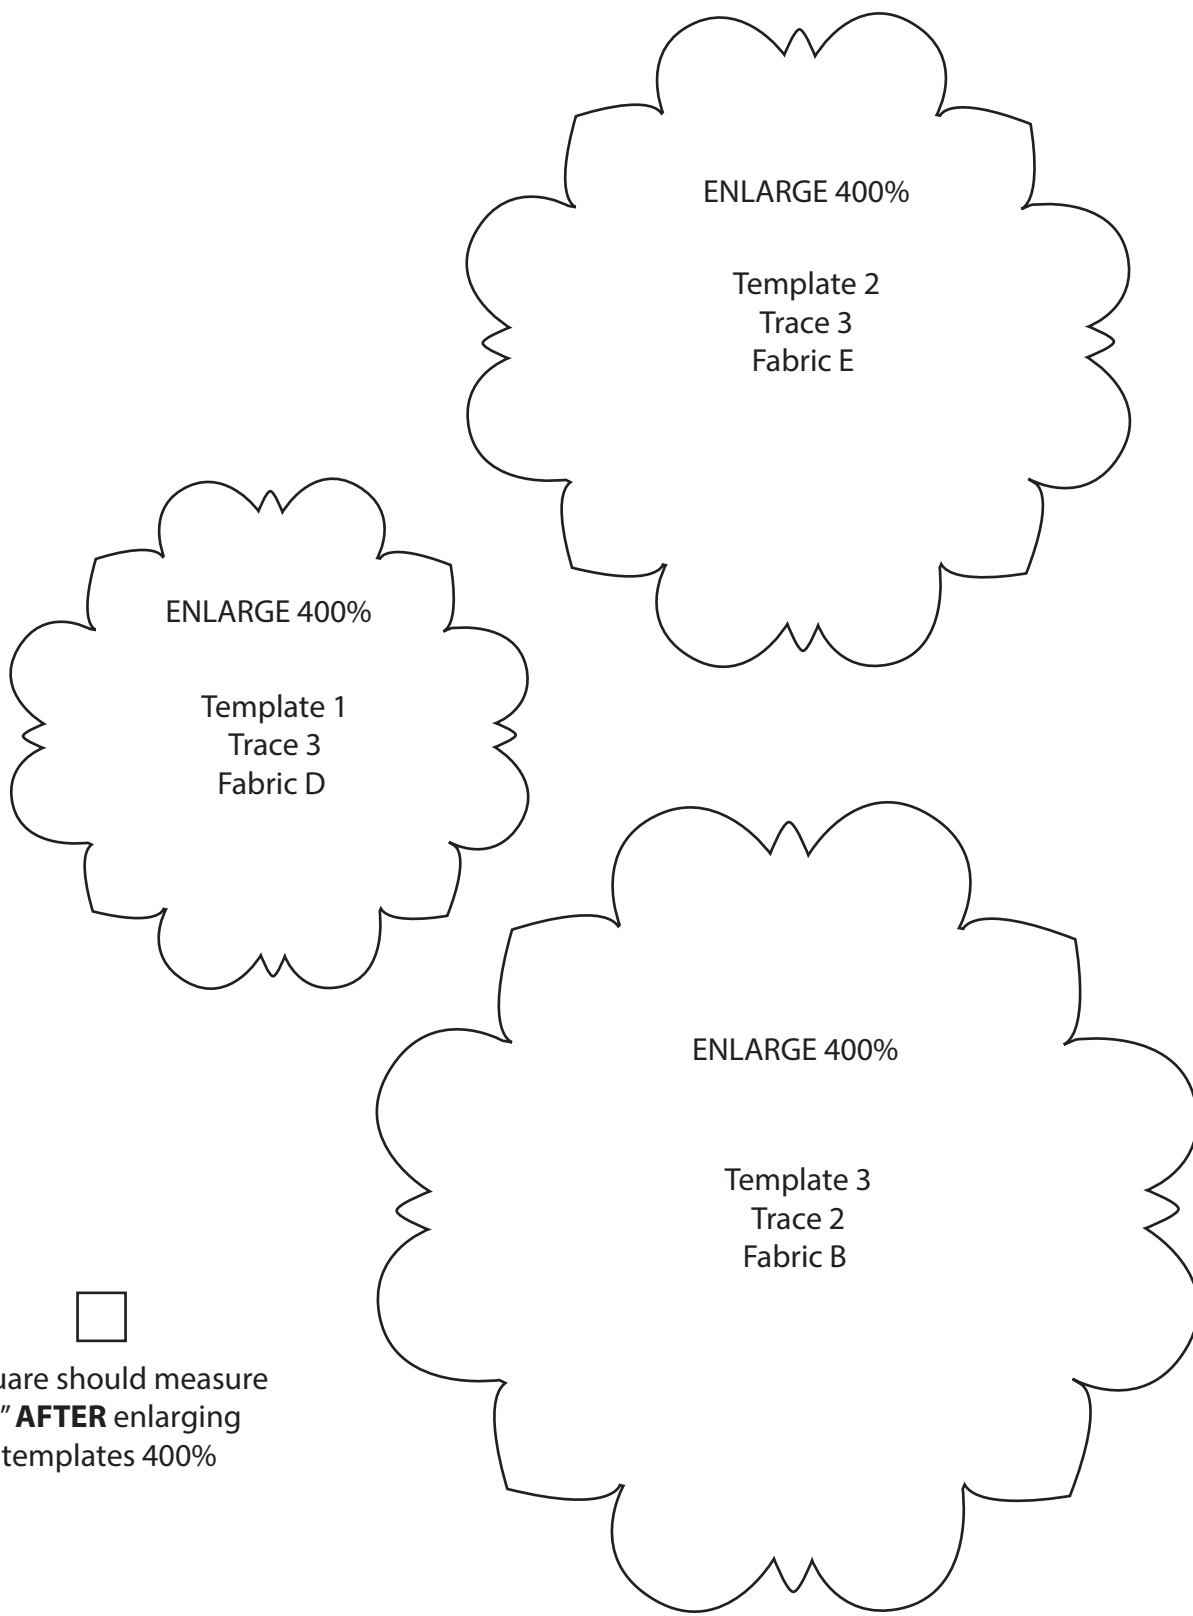 ENLARGE 400%
Template 2
Trace 3
Fabric E
ENLARGE 400%
Template 1
Trace 3
Fabric D
ENLARGE 400%
Template 3
Trace 2
Fabric B
should measure
” AFTER enlarging
templates 400%